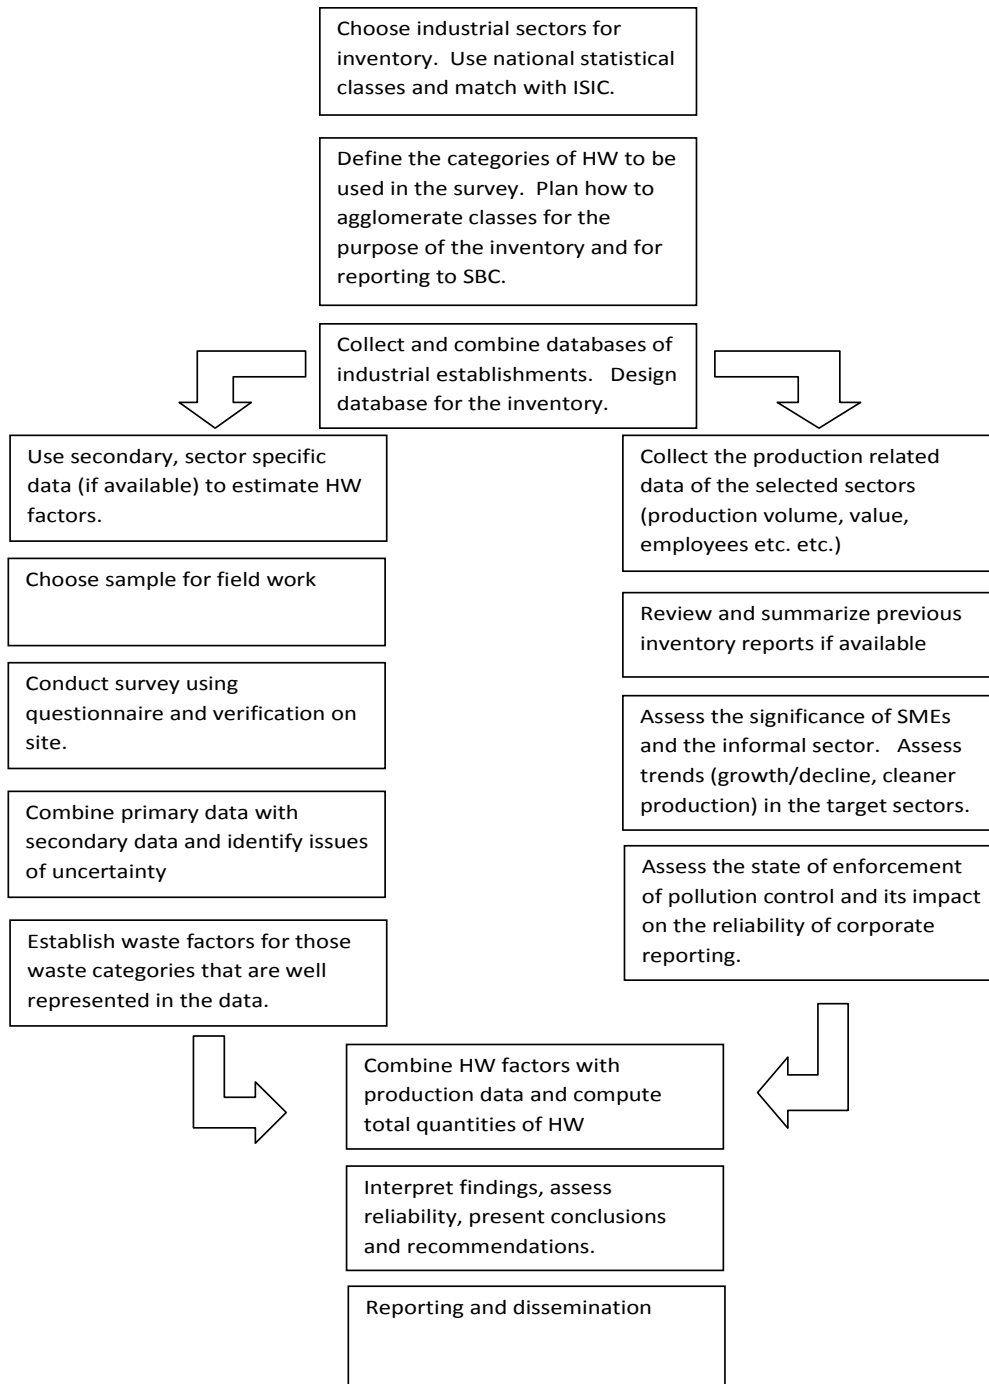 Choose industrial sectors for
inventory.  Use national statistical
classes and match with ISIC.
Define the categories of HW to be
used in the survey.  Plan how to
agglomerate classes for the
purpose of the inventory and for
reporting to SBC.
Collect and combine databases of
industrial establishments.   Design
database for the inventory.
Use secondary, sector specific
data (if available) to estimate HW
factors.
Choose sample for field work
Conduct survey using
questionnaire and verification on
site.
Combine primary data with
secondary data and identify issues
of uncertainty
Establish waste factors for those
waste categories that are well
represented in the data.
Collect the production related
data of the selected sectors
(production volume, value,
employees etc. etc.)
Review and summarize previous
inventory reports if available
Assess the significance of SMEs
and the informal sector.   Assess
trends (growth/decline, cleaner
production) in the target sectors.
Assess the state of enforcement
of pollution control and its impact
on the reliability of corporate
reporting.
Combine HW factors with
production data and compute
total quantities of HW
Interpret findings, assess
reliability, present conclusions
and recommendations.
Reporting and dissemination